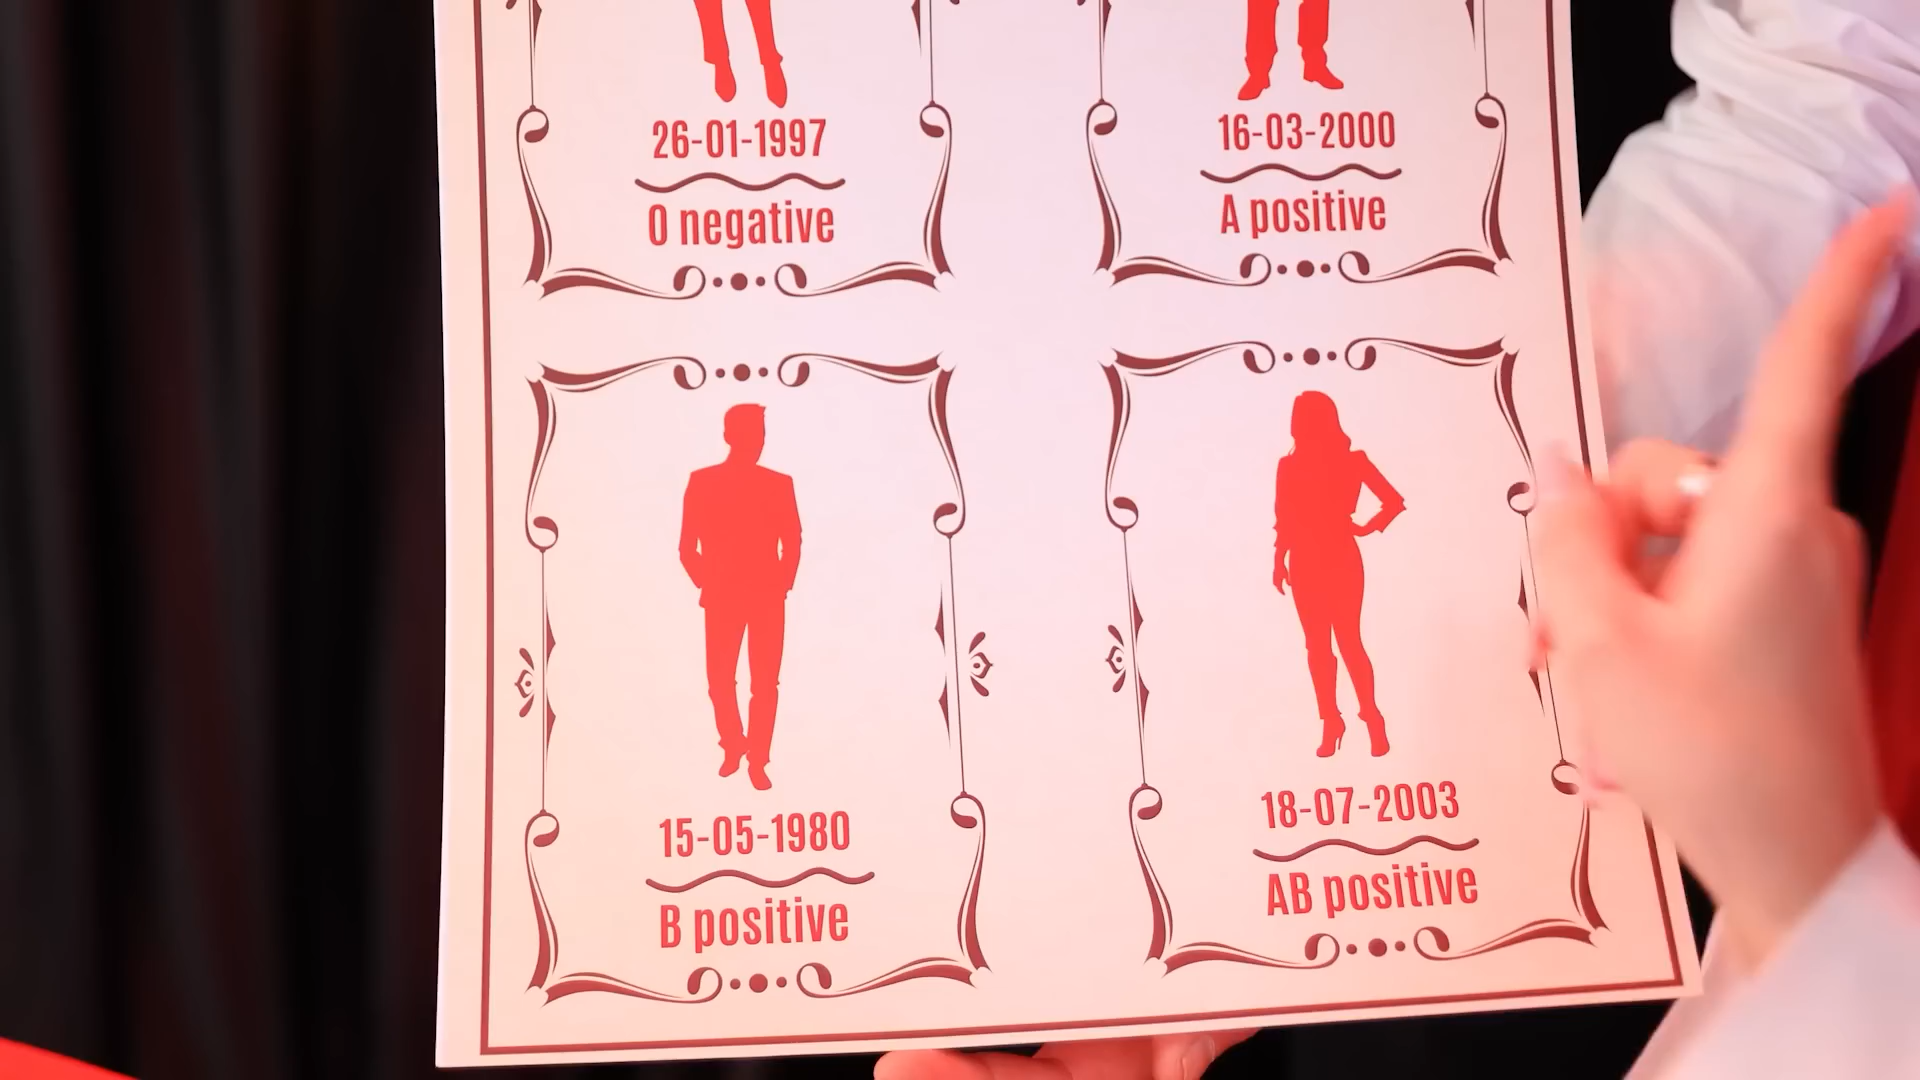 26-01-1997
O negative
16-03-2000
A positive
15-05-1980
B positive
18-07-2003
AB positive